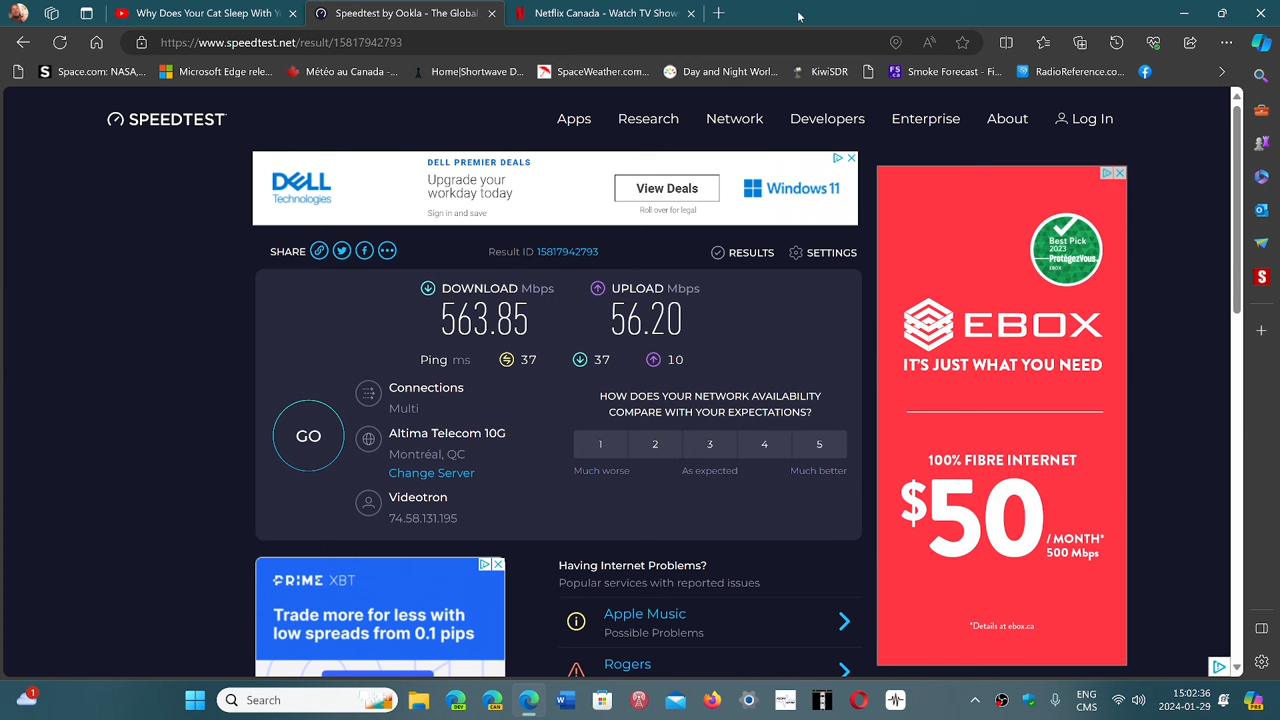 Why Does Your Cat Sleep With Y
Speedtest by Ookla - The Global
Netflix Canada - Watch TV Show
https://www.speedtest.net/result/15817942793
Space.com: NASA,...
Microsoft Edge rele...
Météo au Canada -...
Home|Shortwave |...
SpaceWeather.com...
Day and Night Worl...
KiwiSDR
Smoke Forecast - Fi...
RadioReference.co...
SPEEDTEST
Apps
Research
Network
Developers
Enterprise
About
Log In
DELL Technologies
DELL PREMIER DEALS
Upgrade your
workday today
Sign in and save
View Deals
Roll over for legal
Windows 11
SHARE
Result ID 15817942793
RESULTS
SETTINGS
DOWNLOAD Mbps
563.85
UPLOAD Mbps
56.20
Ping ms 37 37 10
Connections
Multi
GO
Altima Telecom 10G
Montréal, QC
Change Server
Videotron
74.58.131.195
HOW DOES YOUR NETWORK AVAILABILITY
COMPARE WITH YOUR EXPECTATIONS?
1 2 3 4 5
Much worse As expected Much better
Best Pick
2023
ProtégezVous
EBOX
EBOX
IT'S JUST WHAT YOU NEED
100% FIBRE INTERNET
$50
/ MONTH*
500 Mbps
*Details at ebox.ca
PRIME XBT
Trade more for less with
low spreads from 0.1 pips
Having Internet Problems?
Popular services with reported issues
Apple Music
Possible Problems
Rogers
1
Search
DEV
CAN
ENG
CMS
15:02:36
2024-01-29